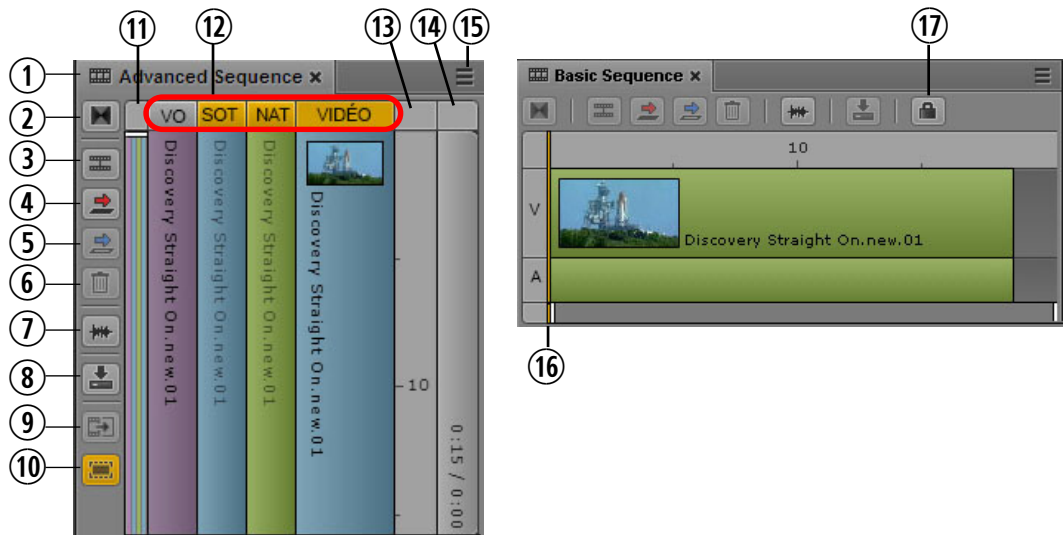 11
12
13
14
15
17
1
Advanced Sequence ×
Basic Sequence ×
2
VO
SOT
NAT
VIDÉO
10
3
4
5
6
7
8
9
10
Discovery Straight On.new.01
Discovery Straight On.new.01
Discovery Straight On.new.01
Discovery Straight On.new.01
10
0:15 / 0:00
V
Discovery Straight On.new.01
A
16